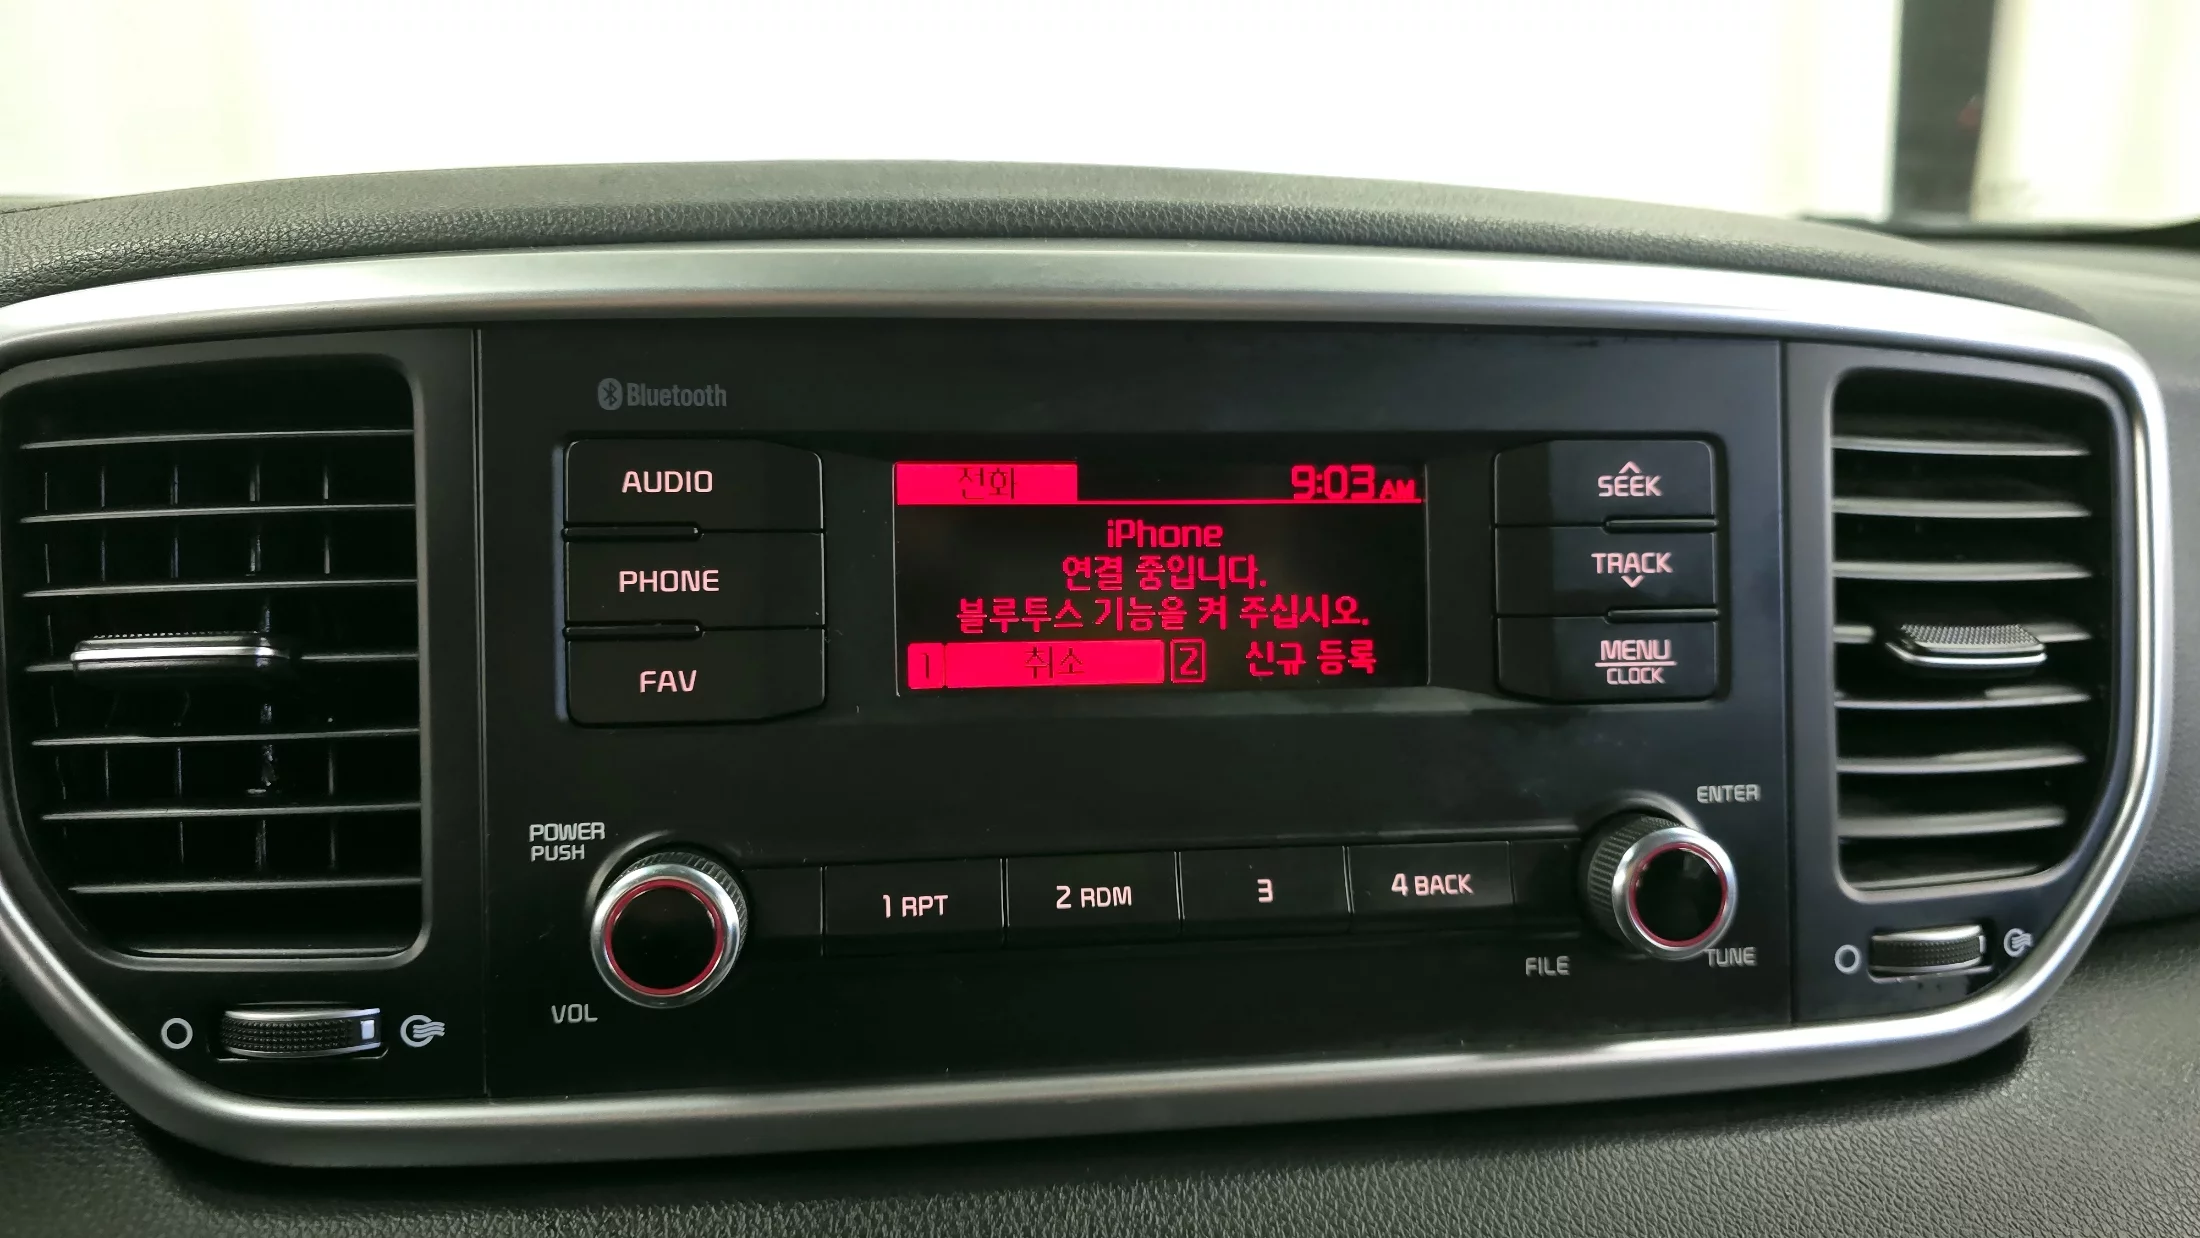 Bluetooth
AUDIO
PHONE
FAV
전화 9:03 AM
iPhone
연결 중입니다.
블루투스 기능을 켜 주십시오.
1 취소 2 신규 등록
SEEK
TRACK
MENU
CLOCK
POWER
PUSH
VOL
1 RPT
2 RDM
3
4 BACK
ENTER
FILE
TUNE